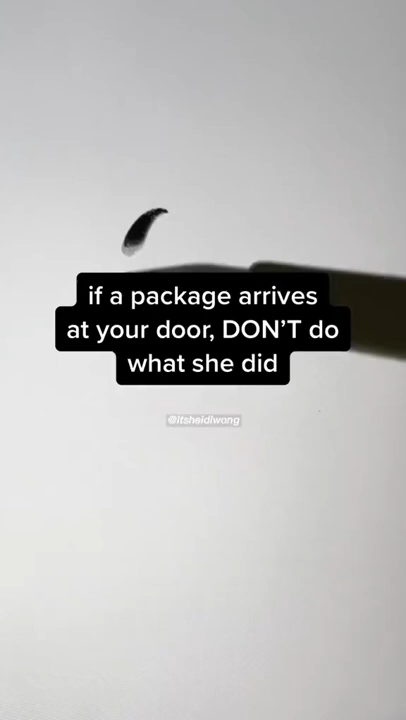 if a package arrives
at your door, DON'T do
what she did
@itsheidiwong